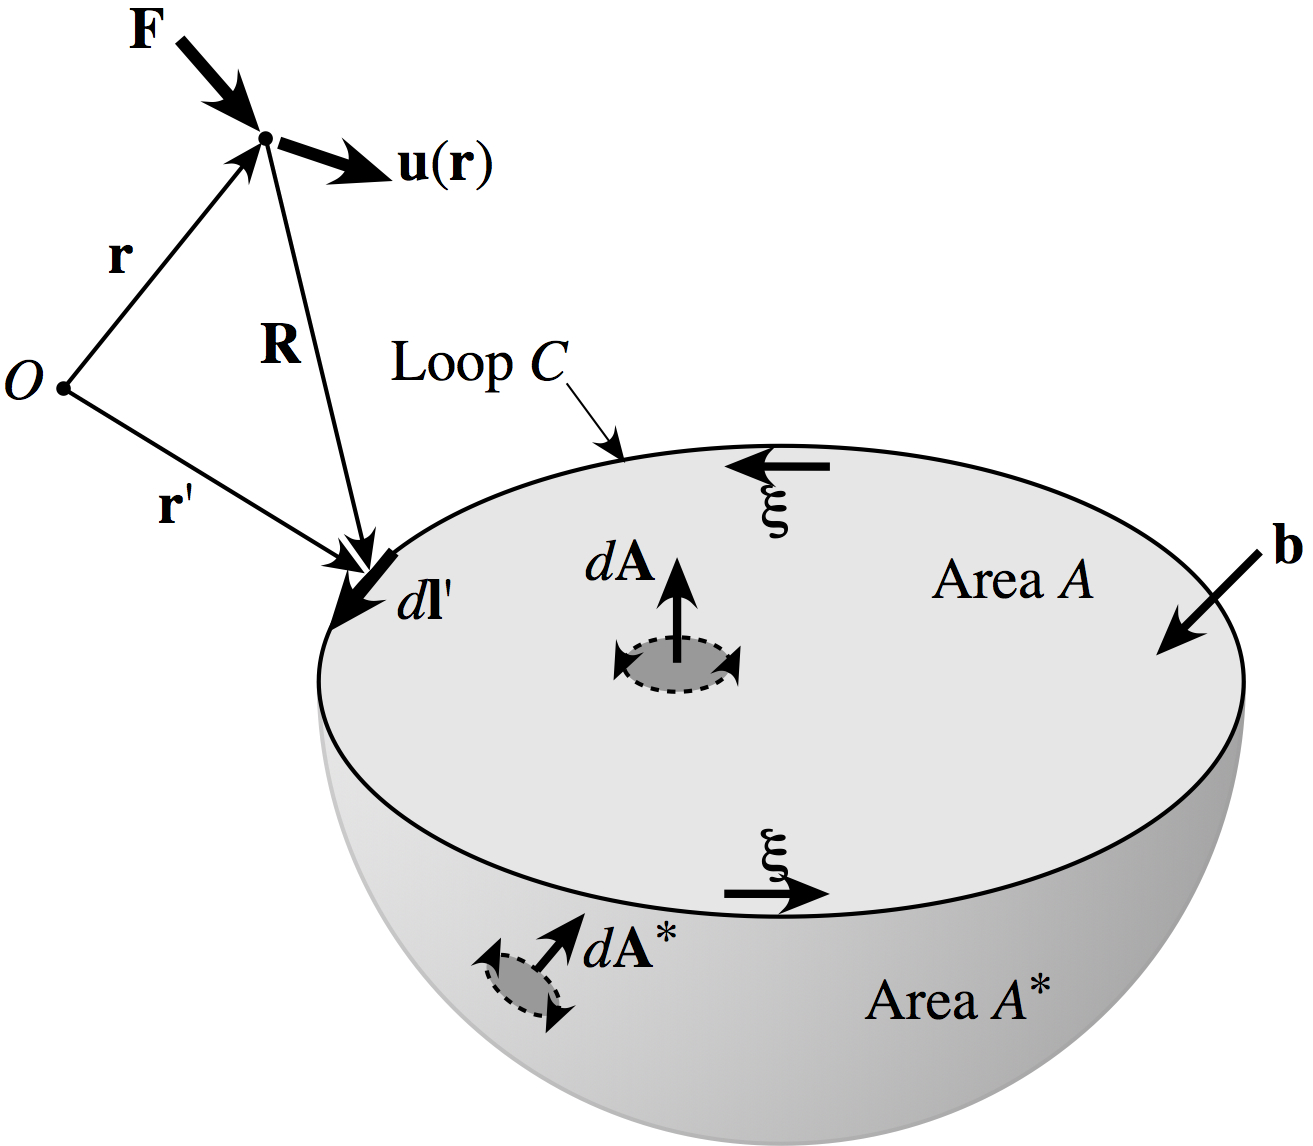 F
u(r)
r
R
Loop C
O
r'
ξ
dA
b
Area A
dl'
ξ
dA*
Area A*